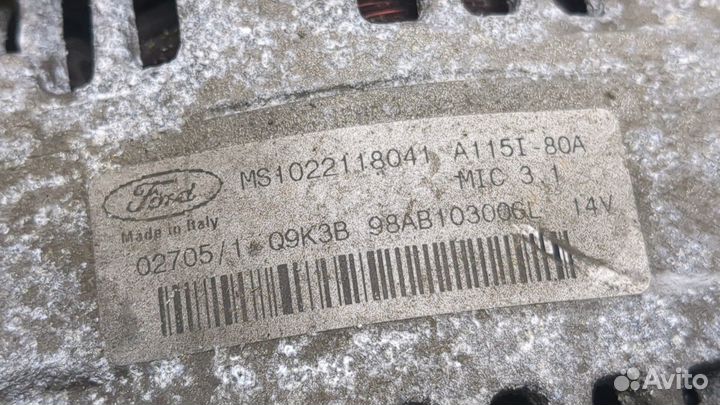 MS1022118041 A115I-80A
Ford
MIC 3.1
Made in Italy
02705/1 Q9K3B 98AB10300GL 14V
Avito